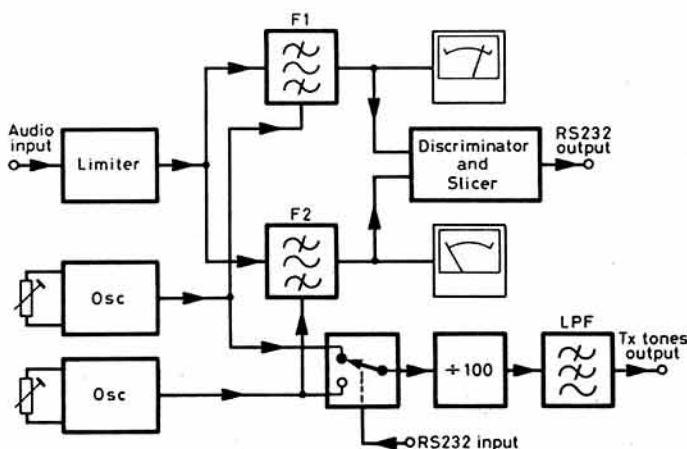 F1
Audio
input
Limiter
Discriminator
and
Slicer
RS232
output
F2
Osc
Osc
÷100
LPF
Tx tones
output
RS232 input